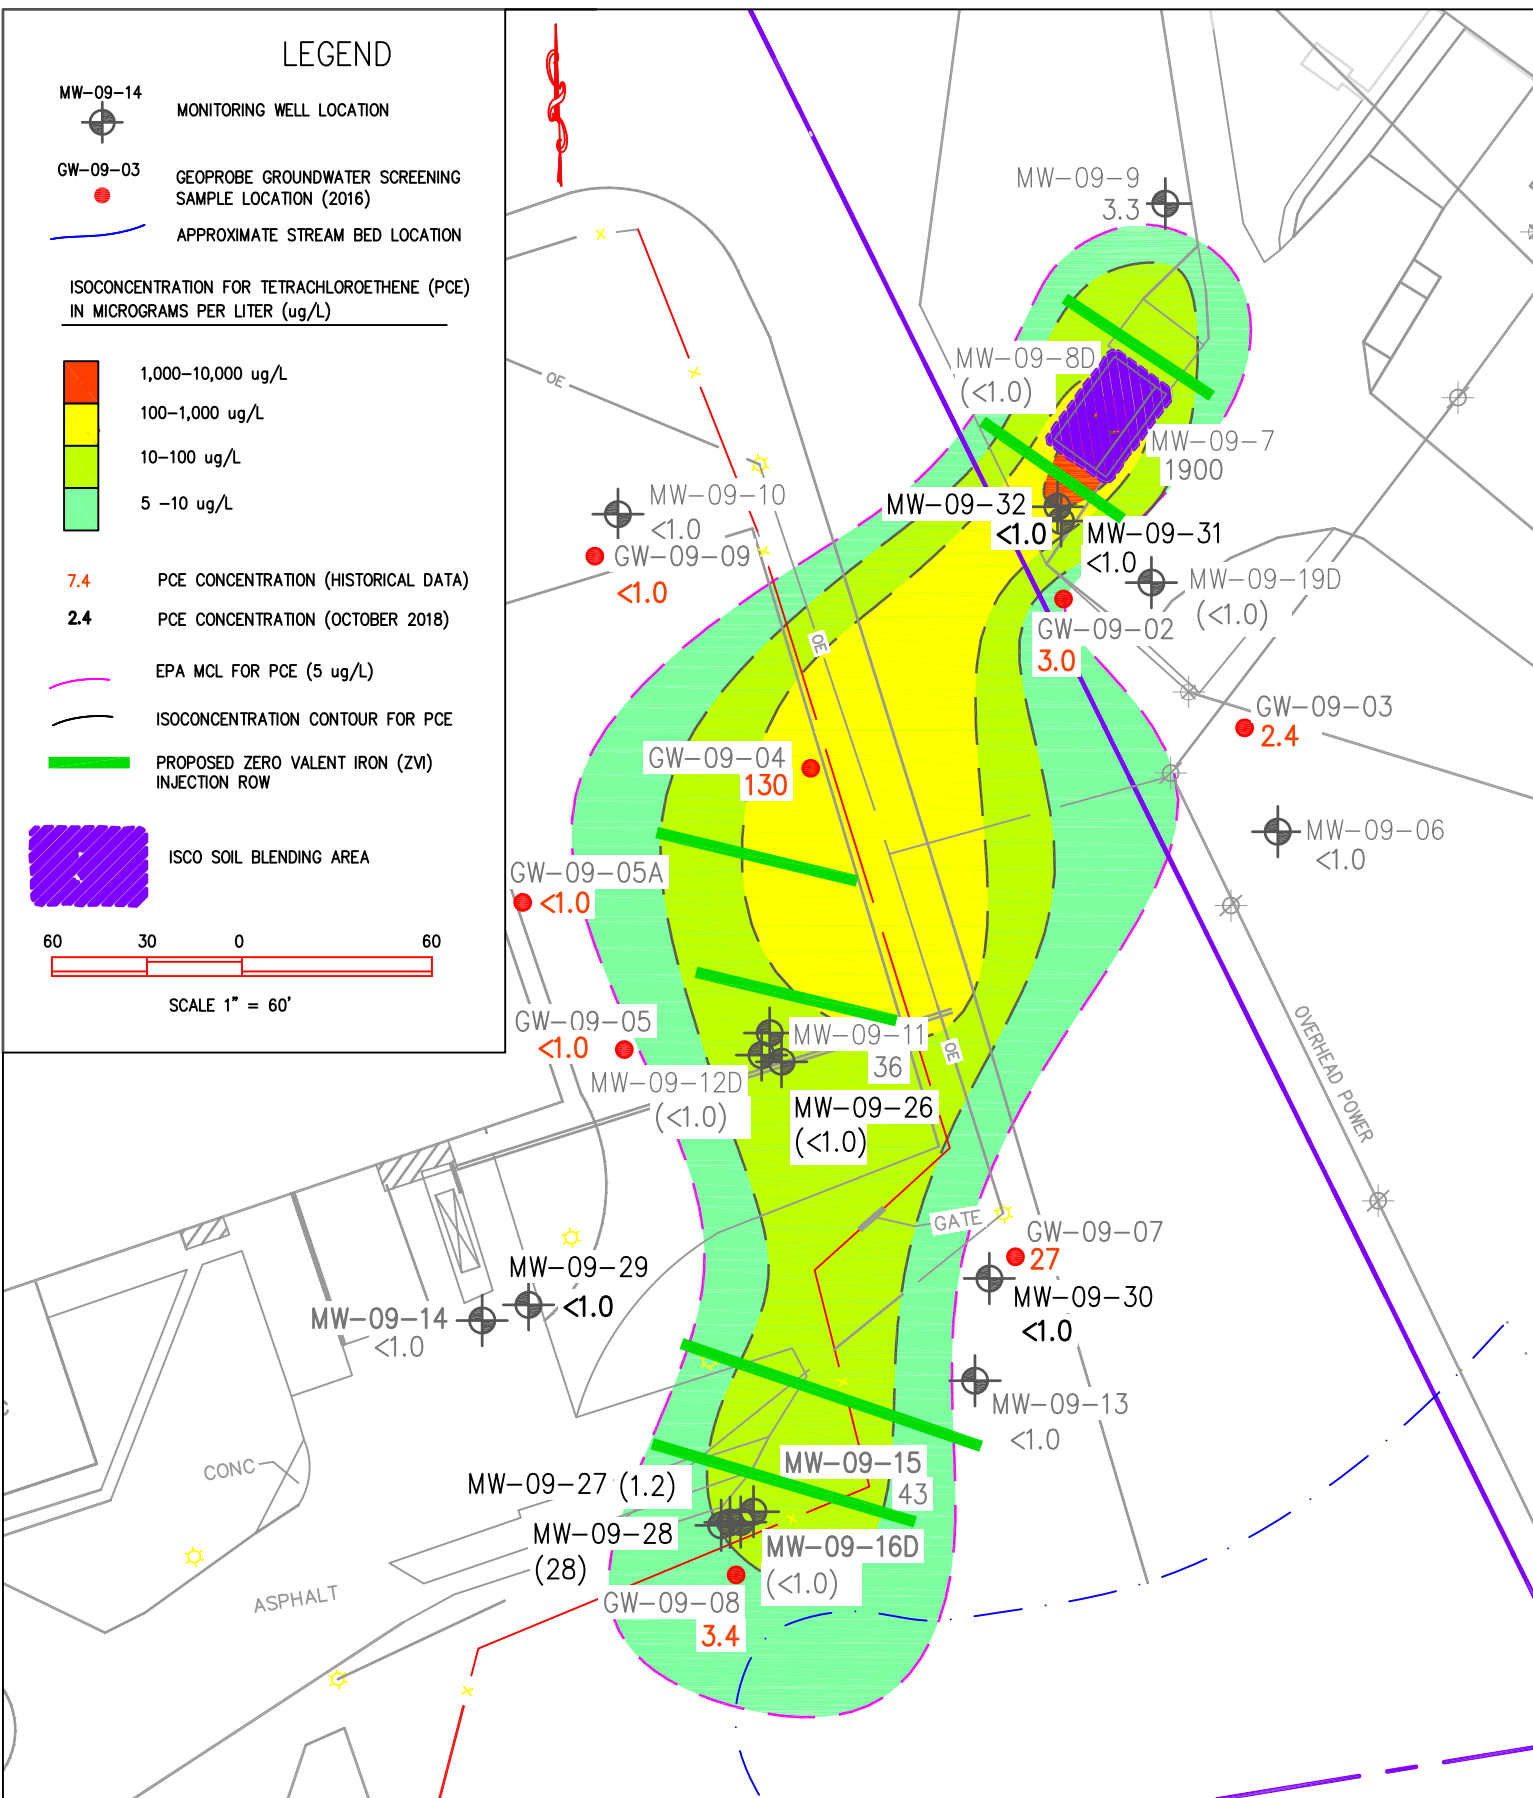 LEGEND
MW-09-14
MONITORING WELL LOCATION
GW-09-03
GEOPROBE GROUNDWATER SCREENING
SAMPLE LOCATION (2016)
APPROXIMATE STREAM BED LOCATION
ISOCONCENTRATION FOR TETRACHLOROETHENE (PCE)
IN MICROGRAMS PER LITER (ug/L)
1,000-10,000 ug/L
100-1,000 ug/L
10-100 ug/L
5 -10 ug/L
7.4 PCE CONCENTRATION (HISTORICAL DATA)
2.4 PCE CONCENTRATION (OCTOBER 2018)
EPA MCL FOR PCE (5 ug/L)
ISOCONCENTRATION CONTOUR FOR PCE
PROPOSED ZERO VALENT IRON (ZVI)
INJECTION ROW
ISCO SOIL BLENDING AREA
60 30 0 60
SCALE 1" = 60'
MW-09-9
3.3
OE
MW-09-8D
(<1.0)
MW-09-7
1900
MW-09-10
<1.0
MW-09-32
<1.0
MW-09-31
<1.0
GW-09-09
<1.0
MW-09-19D
(<1.0)
OE
GW-09-02
3.0
GW-09-03
2.4
GW-09-04
130
MW-09-06
<1.0
GW-09-05A
<1.0
GW-09-05
<1.0
MW-09-11
36
OE
MW-09-12D
(<1.0)
MW-09-26
(<1.0)
OVERHEAD POWER
GATE
GW-09-07
27
MW-09-29
<1.0
MW-09-30
<1.0
MW-09-14
<1.0
MW-09-13
<1.0
CONC
MW-09-15
43
MW-09-27 (1.2)
MW-09-28
(28)
MW-09-16D
(<1.0)
ASPHALT
GW-09-08
3.4